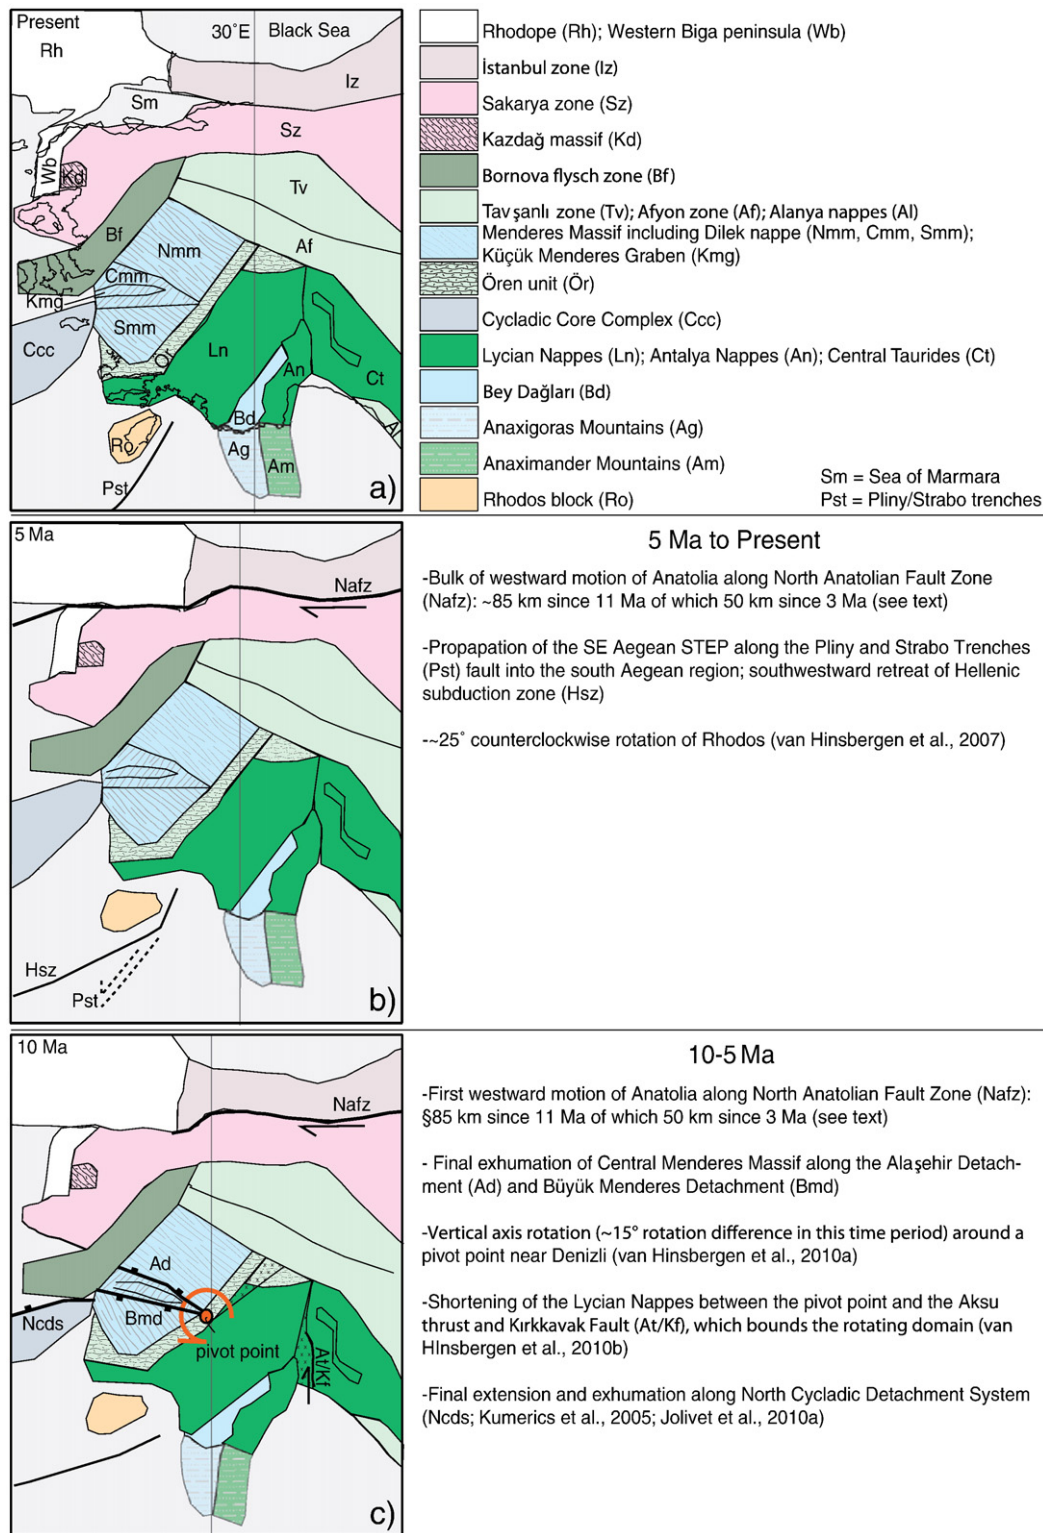 Present
Rh
30°E
Black Sea
Iz
Sm
Sz
Wb
Kd
Tv
Bf
Nmm
Af
Cmm
Kmg
Smm
Ccc
Ln
Ör
An
Ct
Bd
Al
Ro
Ag
Am
Pst
a)
Rhodope (Rh); Western Biga peninsula (Wb)
İstanbul zone (Iz)
Sakarya zone (Sz)
Kazdağ massif (Kd)
Bornova flysch zone (Bf)
Tavşanlı zone (Tv); Afyon zone (Af); Alanya nappes (Al)
Menderes Massif including Dilek nappe (Nmm, Cmm, Smm);
Küçük Menderes Graben (Kmg)
Ören unit (Ör)
Cycladic Core Complex (Ccc)
Lycian Nappes (Ln); Antalya Nappes (An); Central Taurides (Ct)
Bey Dağları (Bd)
Anaxigoras Mountains (Ag)
Anaximander Mountains (Am)
Rhodos block (Ro)
Sm = Sea of Marmara
Pst = Pliny/Strabo trenches
5 Ma
Nafz
Hsz
Pst
b)
5 Ma to Present
-Bulk of westward motion of Anatolia along North Anatolian Fault Zone
(Nafz): ~85 km since 11 Ma of which 50 km since 3 Ma (see text)
-Propapation of the SE Aegean STEP along the Pliny and Strabo Trenches
(Pst) fault into the south Aegean region; southwestward retreat of Hellenic
subduction zone (Hsz)
-~25° counterclockwise rotation of Rhodos (van Hinsbergen et al., 2007)
10 Ma
Nafz
Ad
Ncds
Bmd
pivot point
At/Kf
c)
10-5 Ma
-First westward motion of Anatolia along North Anatolian Fault Zone (Nafz):
§85 km since 11 Ma of which 50 km since 3 Ma (see text)
- Final exhumation of Central Menderes Massif along the Alaşehir Detach-
ment (Ad) and Büyük Menderes Detachment (Bmd)
-Vertical axis rotation (~15° rotation difference in this time period) around a
pivot point near Denizli (van Hinsbergen et al., 2010a)
-Shortening of the Lycian Nappes between the pivot point and the Aksu
thrust and Kırkkavak Fault (At/Kf), which bounds the rotating domain (van
HInsbergen et al., 2010b)
-Final extension and exhumation along North Cycladic Detachment System
(Ncds; Kumerics et al., 2005; Jolivet et al., 2010a)